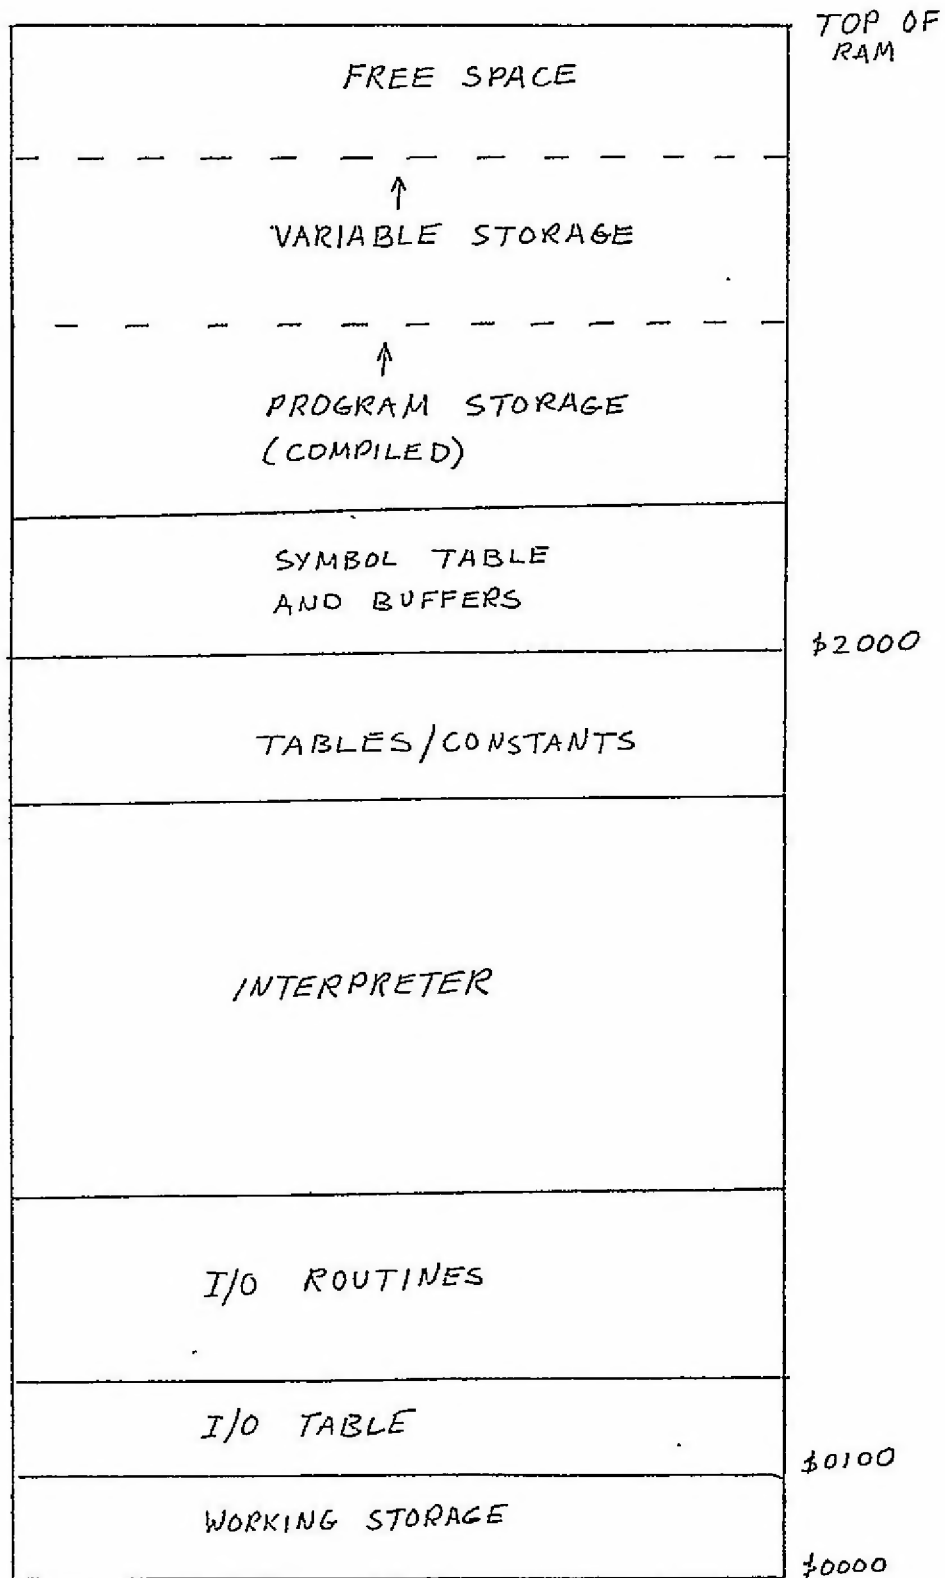 TOP OF
RAM
FREE SPACE
VARIABLE STORAGE
PROGRAM STORAGE
(COMPILED)
SYMBOL TABLE
AND BUFFERS
$2000
TABLES/CONSTANTS
INTERPRETER
I/O ROUTINES
I/O TABLE
$0100
WORKING STORAGE
$0000